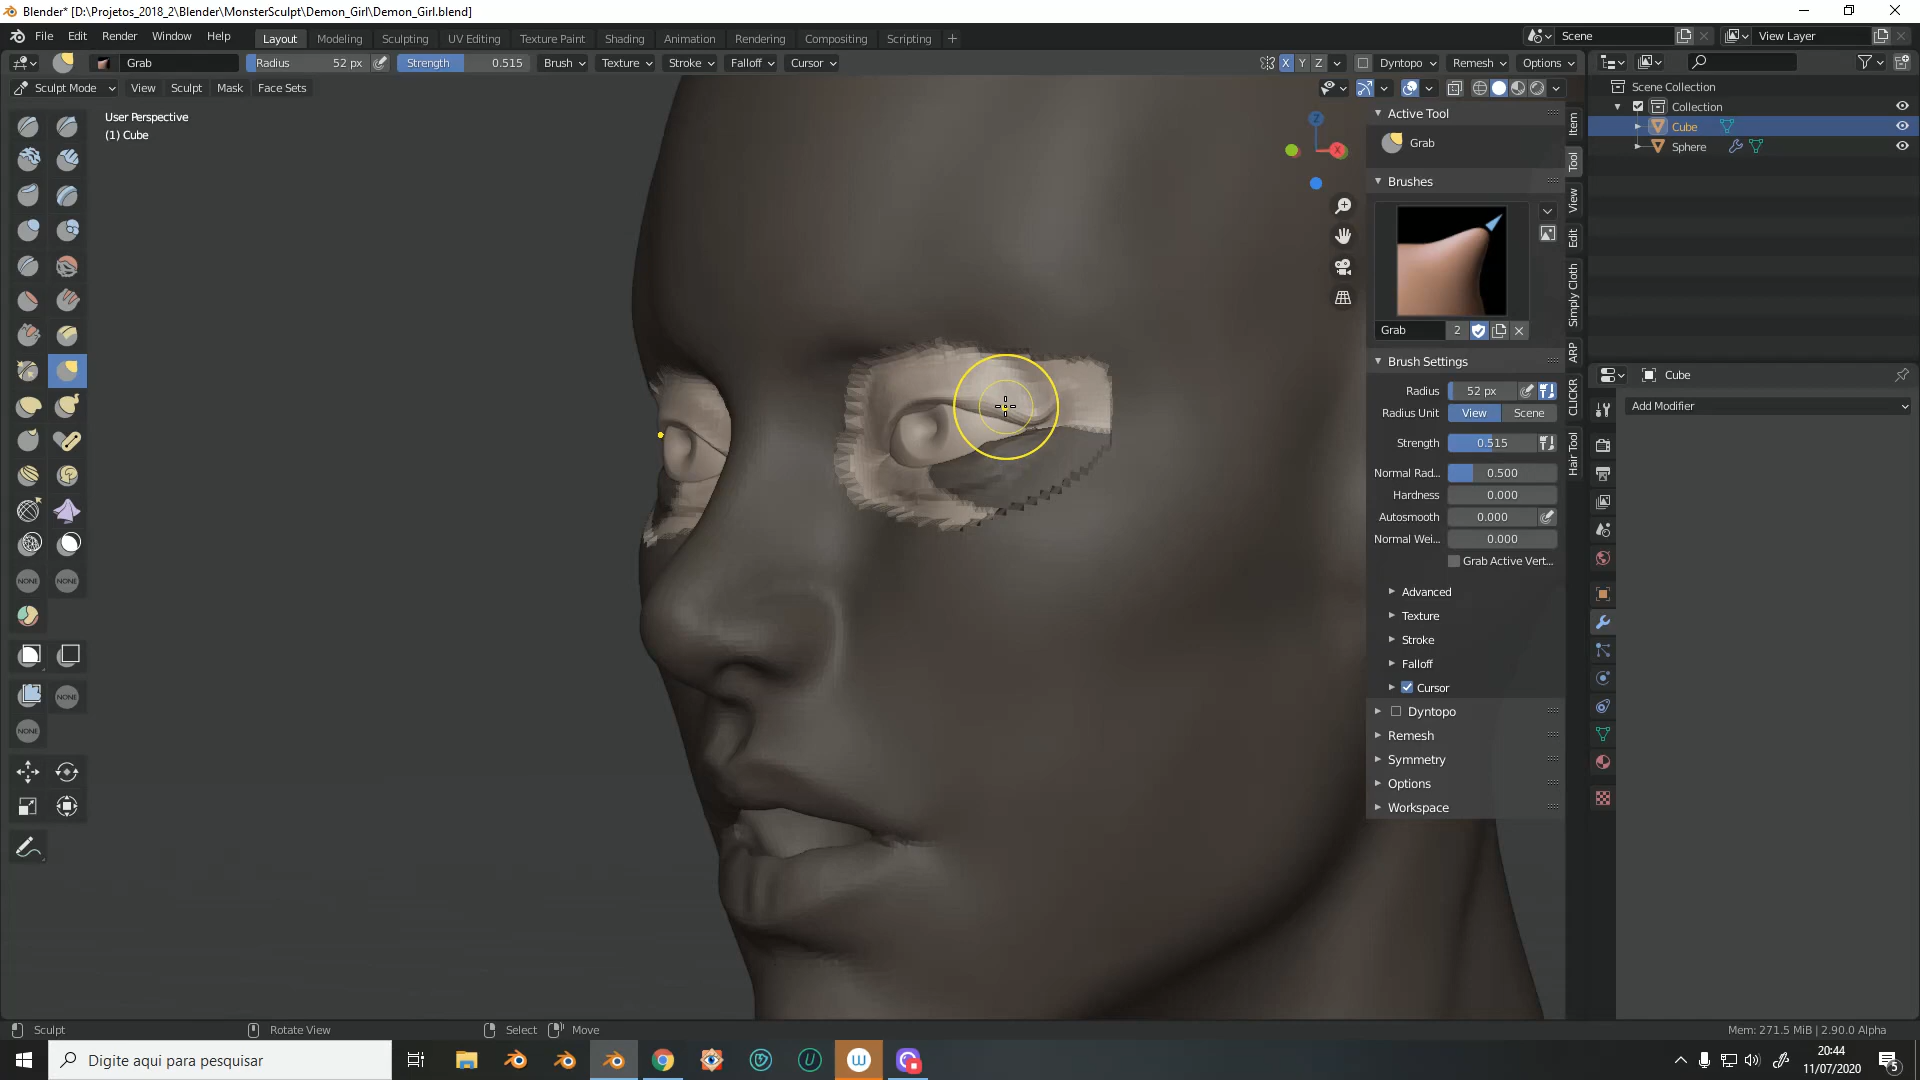 Blender* [D:\Projetos_2018_2\Blender\MonsterSculpt\Demon_Girl\Demon_Girl.blend]
File Edit Render Window Help
Layout Modeling Sculpting UV Editing Texture Paint Shading Animation Rendering Compositing Scripting
Scene
View Layer
Grab
Radius 52 px
Strength 0.515
Brush Texture Stroke Falloff Cursor
X Y Z
Dyntopo Remesh Options
Sculpt Mode View Sculpt Mask Face Sets
User Perspective
(1) Cube
Z
X
NONE NONE
NONE
NONE
Active Tool
Grab
Brushes
Grab 2
Brush Settings
Radius 52 px
Radius Unit View Scene
Strength 0.515
Normal Rad... 0.500
Hardness 0.000
Autosmooth 0.000
Normal Wei... 0.000
Grab Active Vert...
Advanced
Texture
Stroke
Falloff
Cursor
Dyntopo
Remesh
Symmetry
Options
Workspace
Item
Tool
View
Edit
Simply Cloth
ARP
CLICKR
Hair Tool
Scene Collection
Collection
Cube
Sphere
Cube
Add Modifier
Sculpt
Rotate View
Select
Move
Mem: 271.5 MiB | 2.90.0 Alpha
Digite aqui para pesquisar
U
W
20:44
11/07/2020
5